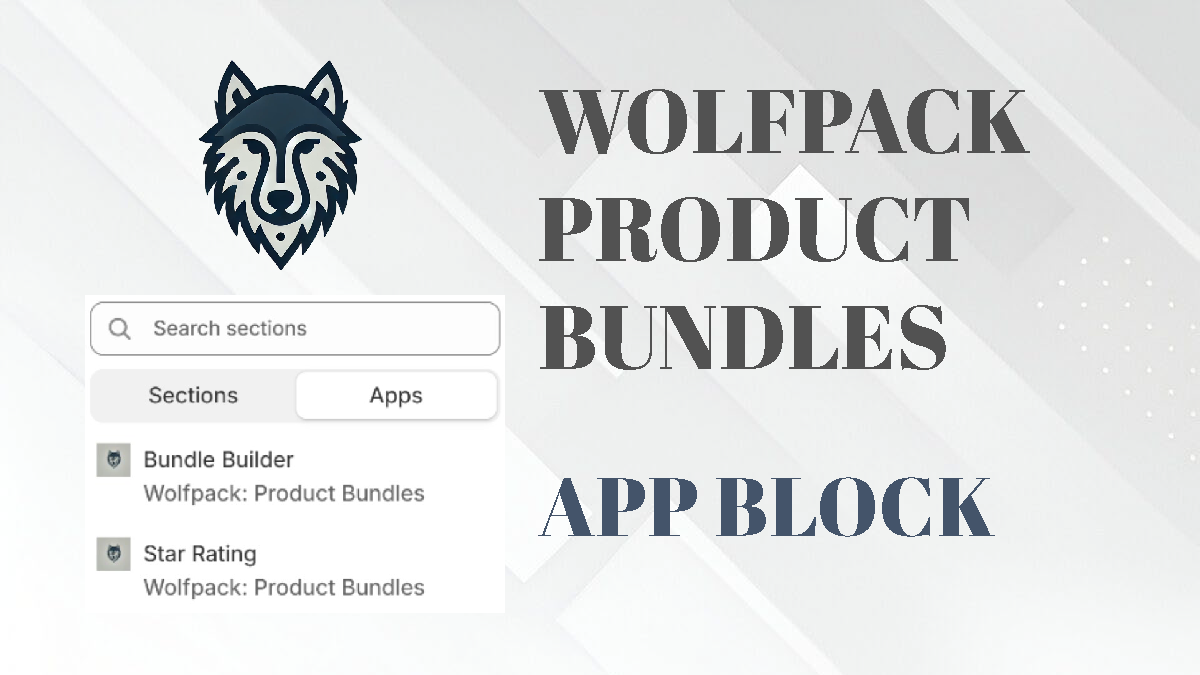 WOLFPACK
PRODUCT
BUNDLES
APP BLOCK
Search sections
Sections Apps
Bundle Builder
Wolfpack: Product Bundles
Star Rating
Wolfpack: Product Bundles